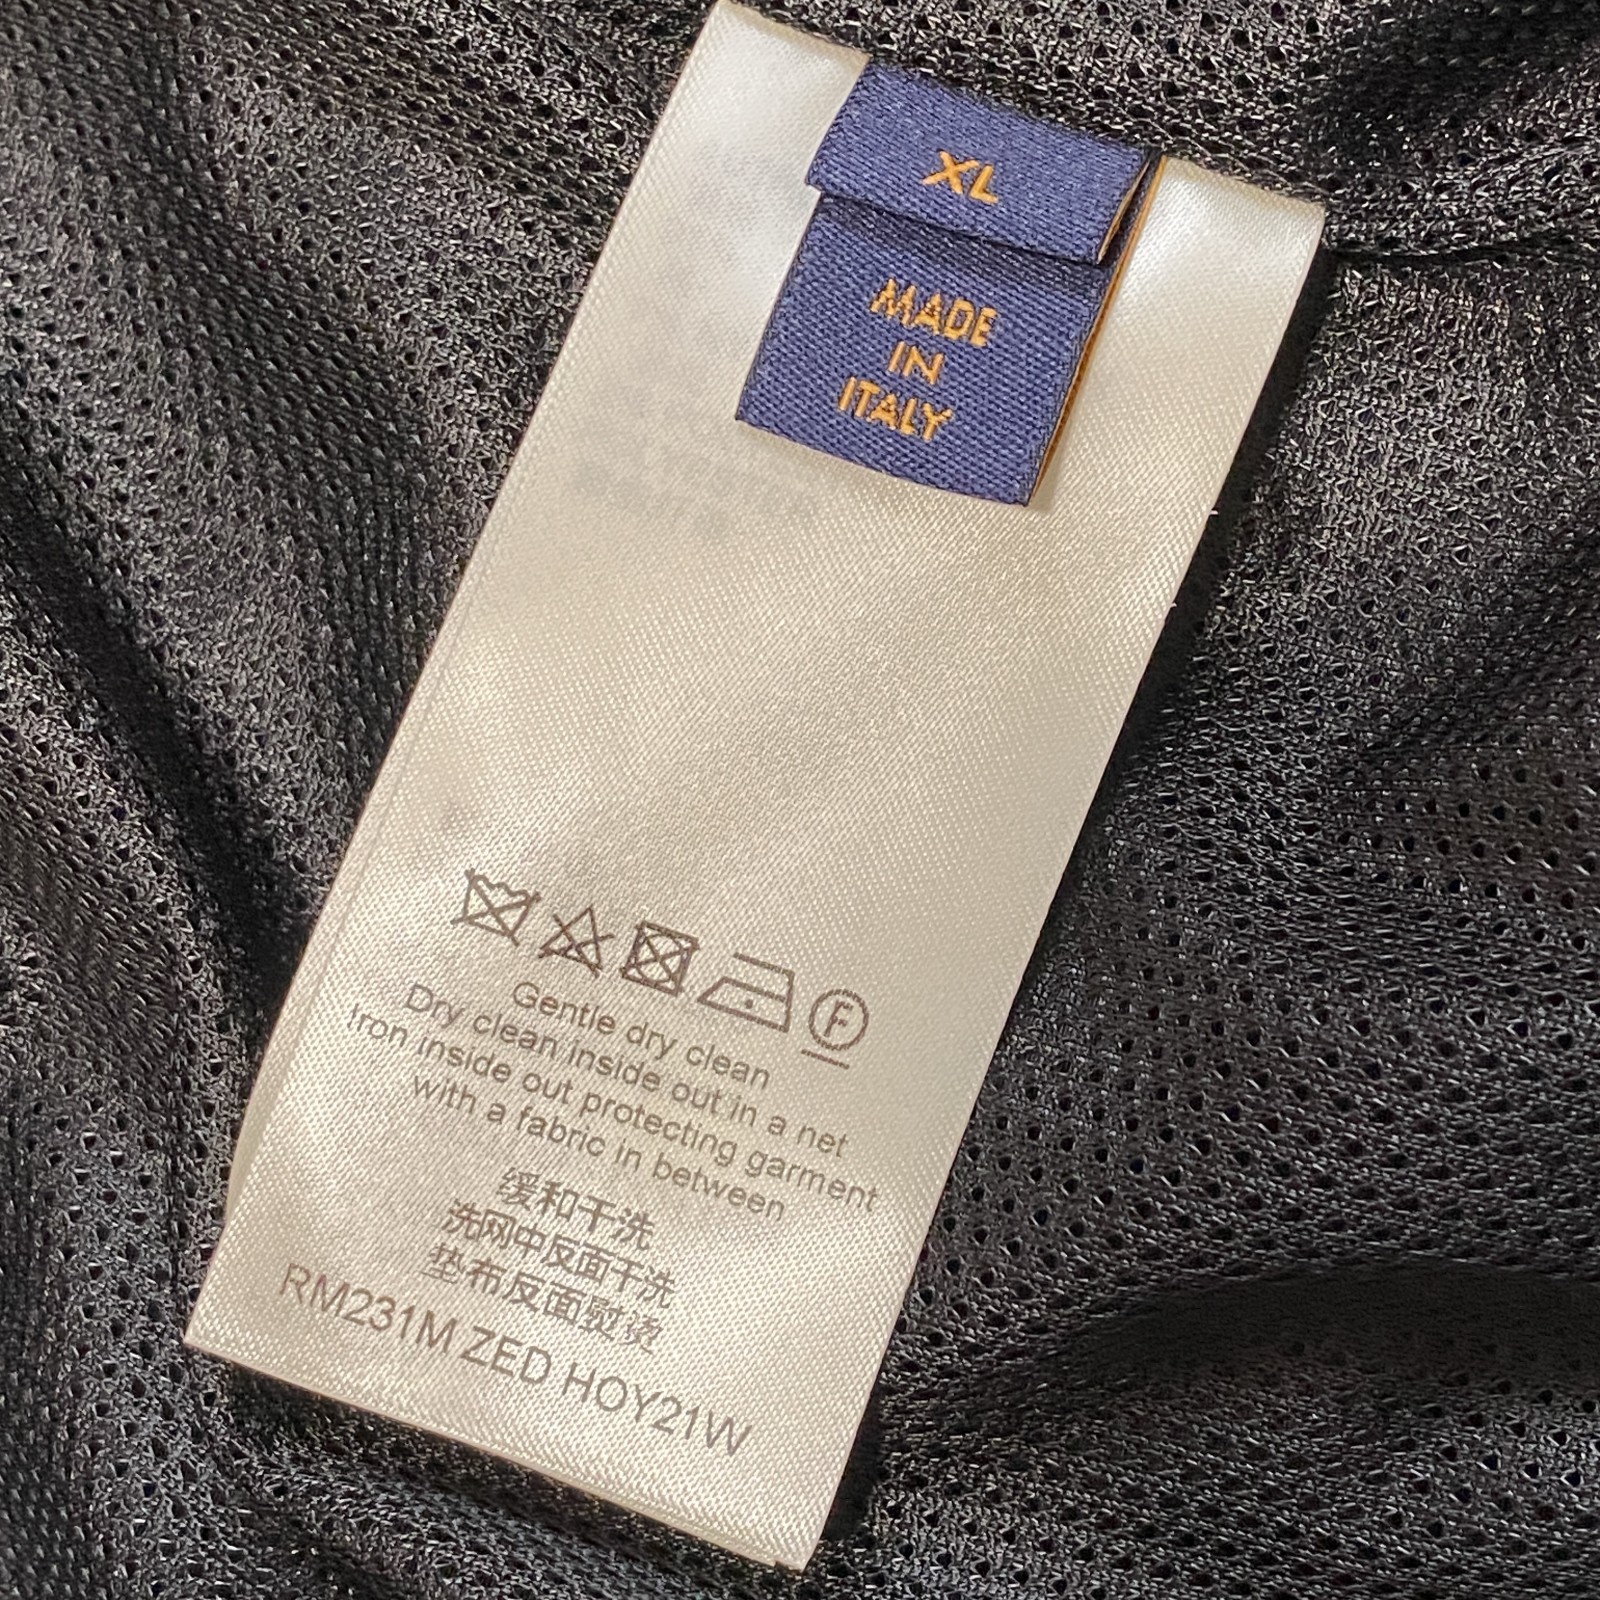 XL
MADE
IN
ITALY
F
Gentle dry clean
Dry clean inside out in a net
Iron inside out protecting garment
with a fabric in between
缓和干洗
洗网中反面干洗
垫布反面熨烫
RM231M ZED HOY21W